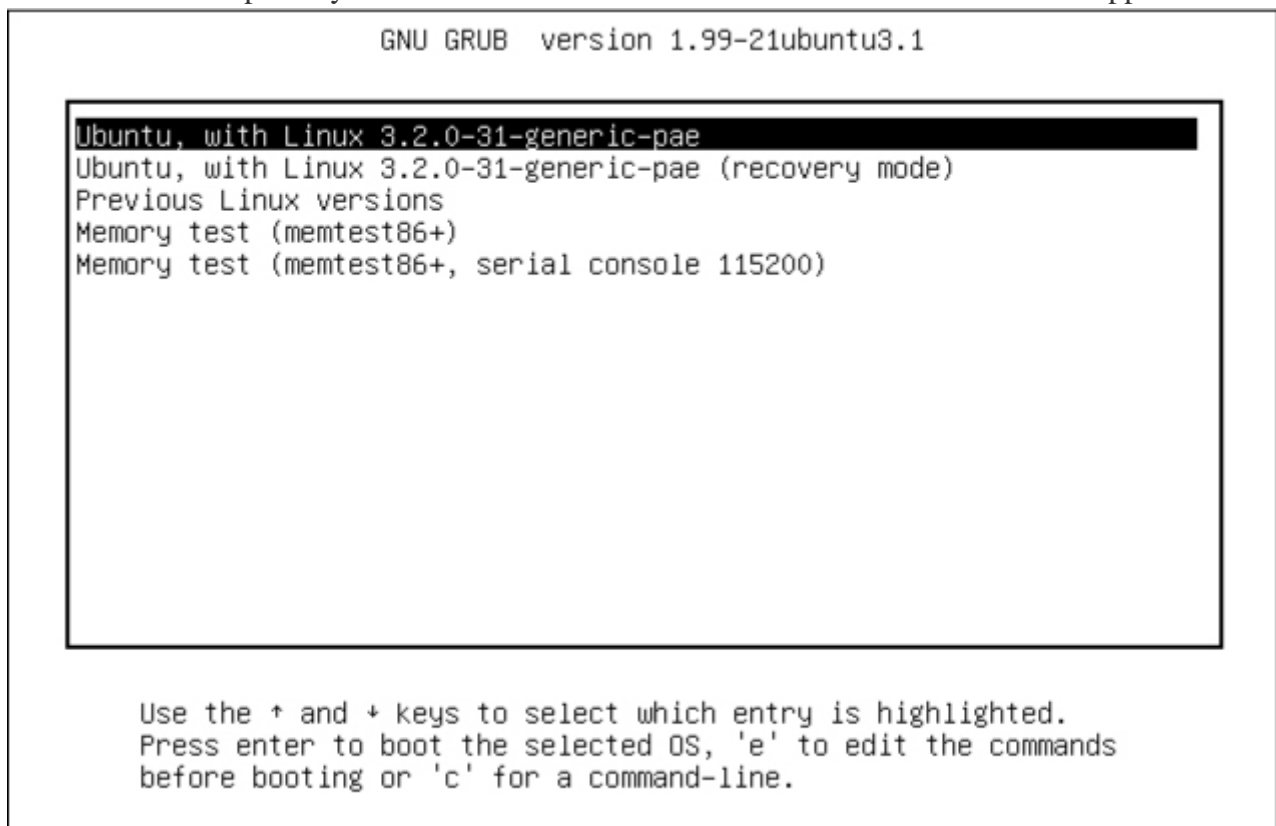 GNU GRUB version 1.99-21ubuntu3.1
Ubuntu, with Linux 3.2.0-31-generic-pae
Ubuntu, with Linux 3.2.0-31-generic-pae (recovery mode)
Previous Linux versions
Memory test (memtest86+)
Memory test (memtest86+, serial console 115200)
Use the ↑ and ↓ keys to select which entry is highlighted.
Press enter to boot the selected OS, 'e' to edit the commands
before booting or 'c' for a command-line.